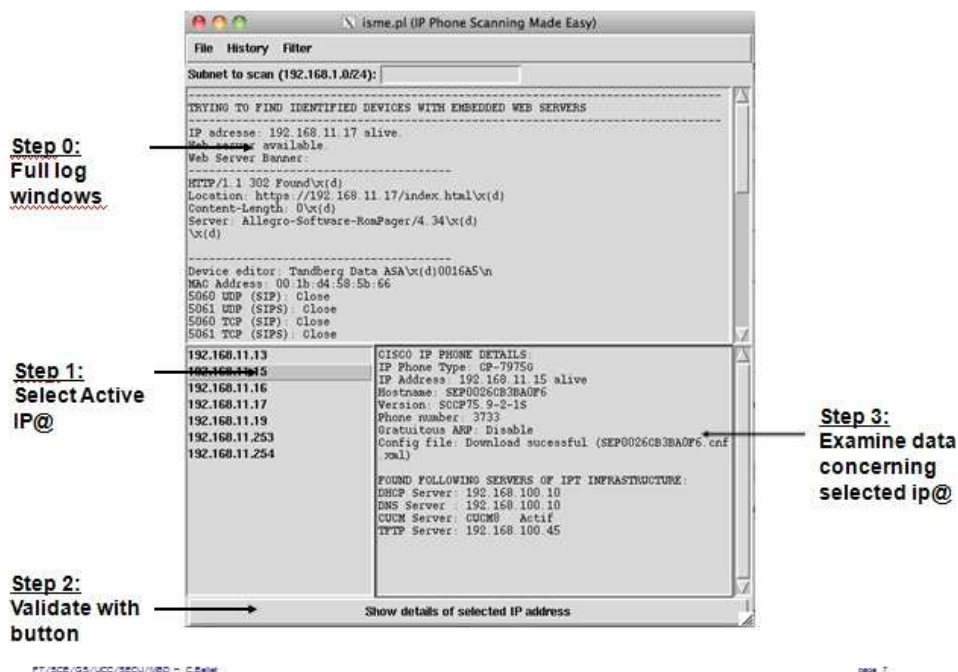 isme.pl (IP Phone Scanning Made Easy)
File History Filter
Subnet to scan (192.168.1.0/24):
TRYING TO FIND IDENTIFIED DEVICES WITH EMBEDDED WEB SERVERS
IP adresse: 192.168.11.17 alive.
Web server available.
Web Server Banner:
HTTP/1.1 302 Found\x(d)
Location: https://192.168.11.17/index.html\x(d)
Content-Length: 0\x(d)
Server: Allegro-Software-RomPager/4.34\x(d)
\x(d)
Device editor: Tandberg Data ASA\x(d)0016A5\n
MAC Address: 00:1b:d4:58:5b:66
5060 UDP (SIP): Close
5061 UDP (SIPS): Close
5060 TCP (SIP): Close
5061 TCP (SIPS): Close
Step 0:
Full log
windows
192.168.11.13
192.168.11.15
192.168.11.16
192.168.11.17
192.168.11.19
192.168.11.253
192.168.11.254
Step 1:
Select Active
IP@
CISCO IP PHONE DETAILS:
IP Phone Type: CP-7975G
IP Address: 192.168.11.15 alive
Hostname: SEP0026CB3BA0F6
Version: SCCP75.9-2-1S
Phone number: 3733
Gratuitous ARP: Disable
Config file: Download sucessful (SEP0026CB3BA0F6.cnf
.xml)
FOUND FOLLOWING SERVERS OF IPT INFRASTRUCTURE:
DHCP Server: 192.168.100.10
DNS Server : 192.168.100.10
CUCM Server: CUCM8 Actif
TFTP Server: 192.168.100.45
Step 3:
Examine data
concerning
selected ip@
Step 2:
Validate with
button
Show details of selected IP address
page 7